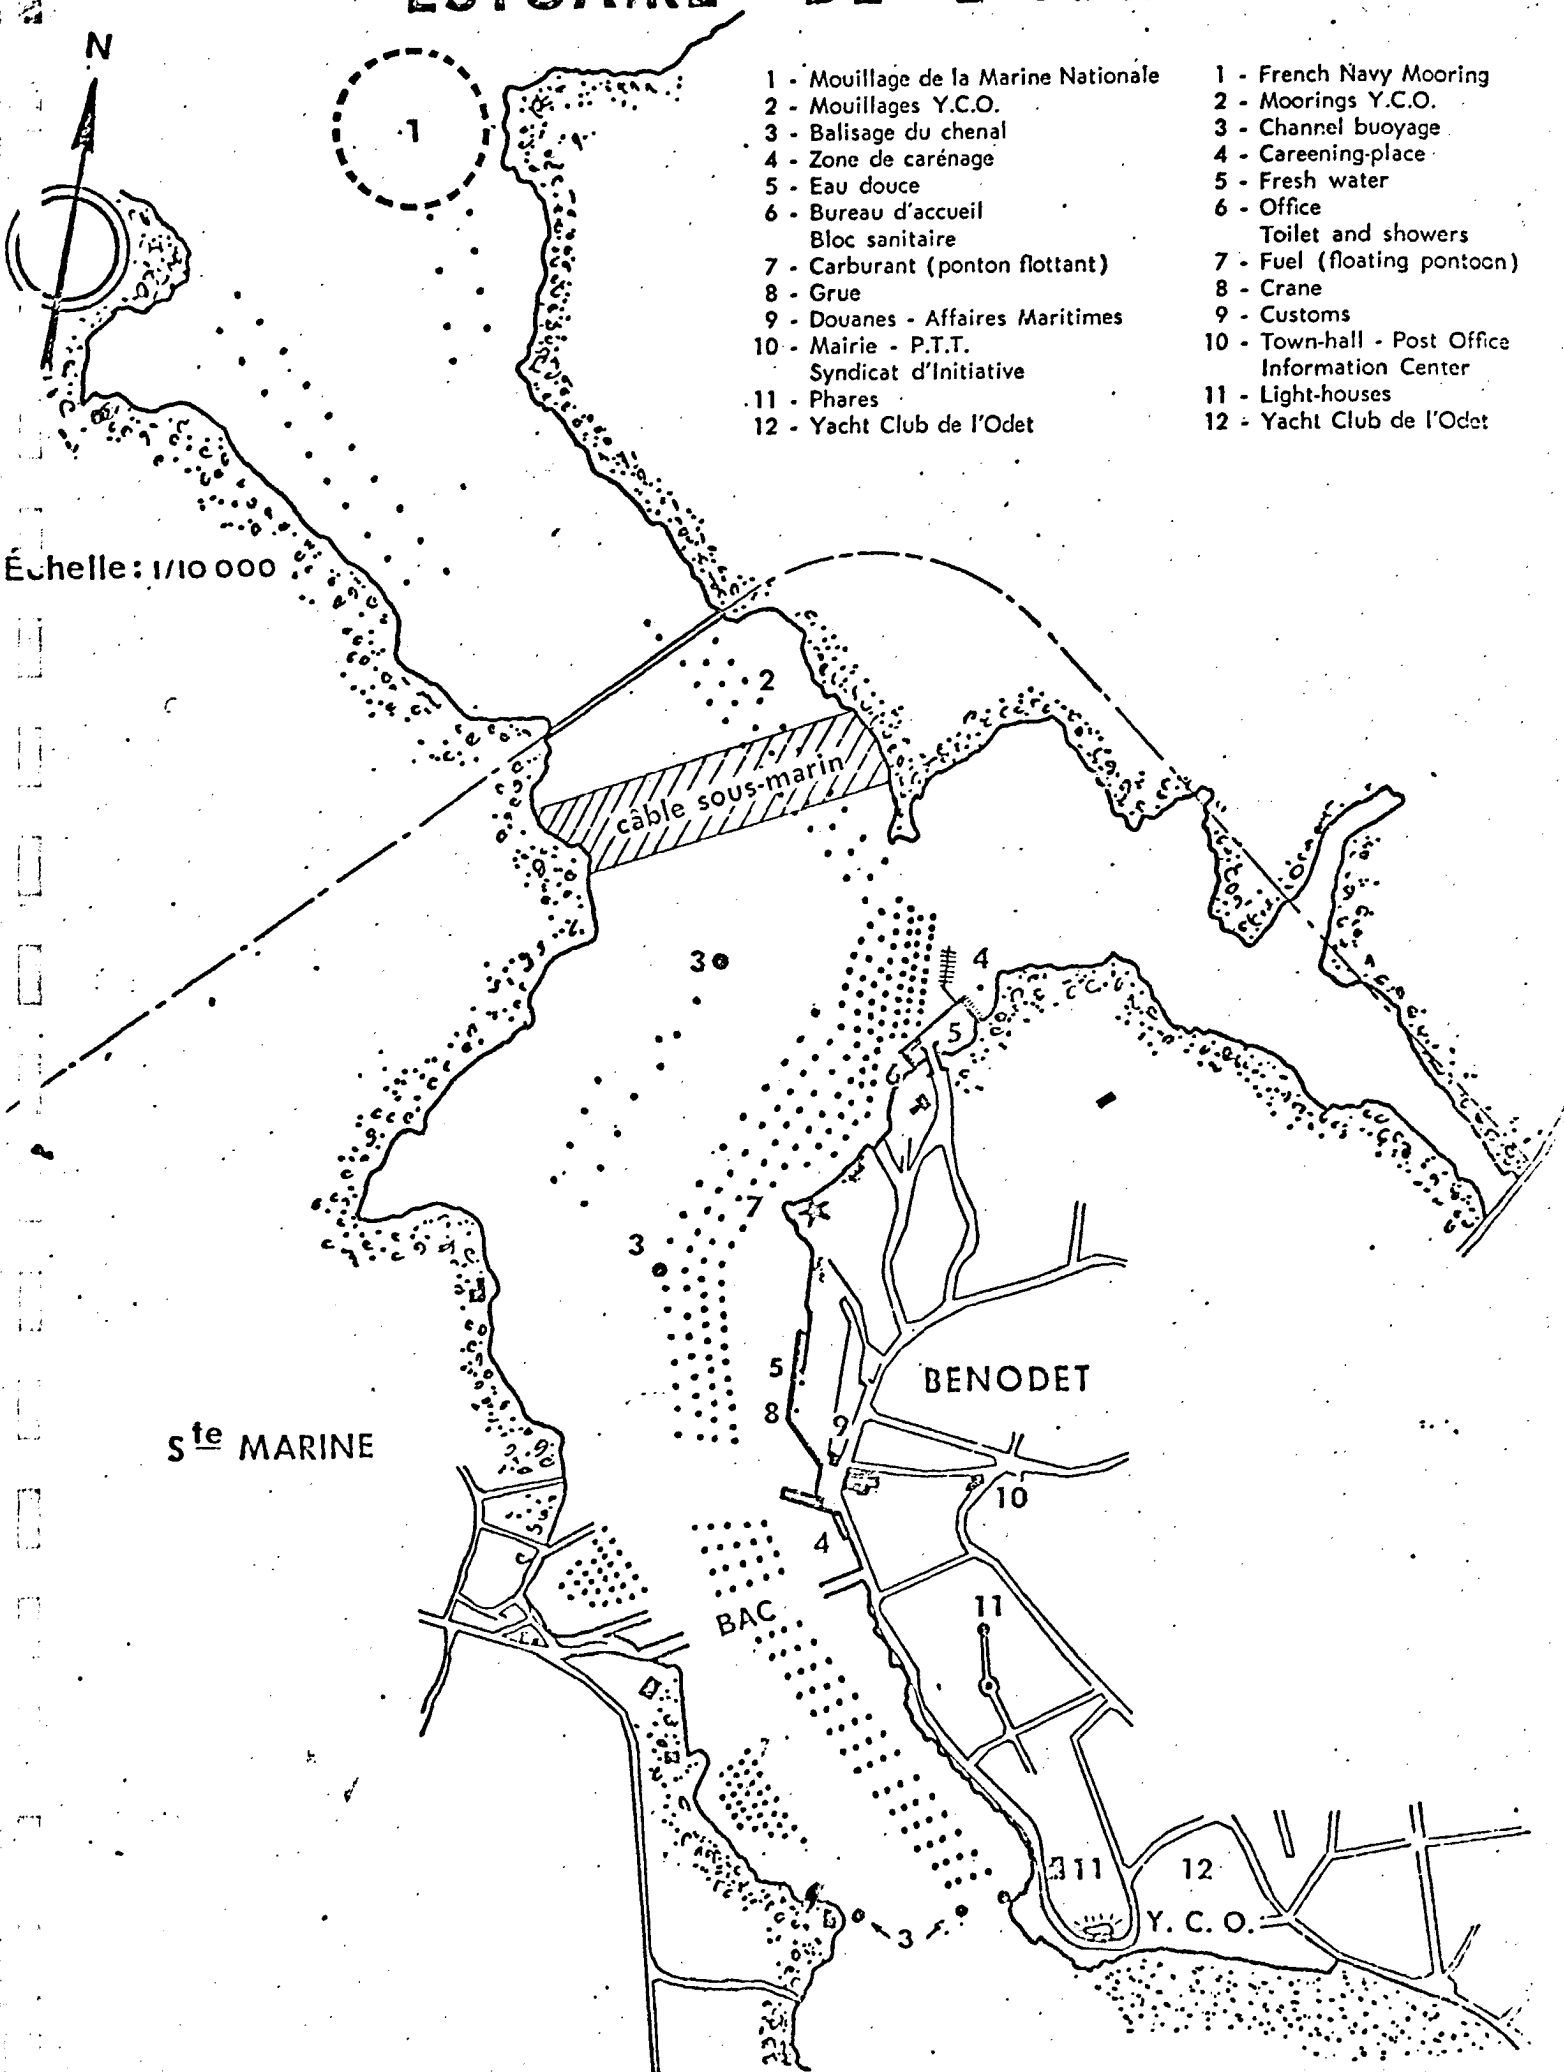 N
1
1 - Mouillage de la Marine Nationale
2 - Mouillages Y.C.O.
3 - Balisage du chenal
4 - Zone de carénage
5 - Eau douce
6 - Bureau d'accueil
Bloc sanitaire
7 - Carburant (ponton flottant)
8 - Grue
9 - Douanes - Affaires Maritimes
10 - Mairie - P.T.T.
Syndicat d'Initiative
11 - Phares
12 - Yacht Club de l'Odet
1 - French Navy Mooring
2 - Moorings Y.C.O.
3 - Channel buoyage
4 - Careening-place
5 - Fresh water
6 - Office
Toilet and showers
7 - Fuel (floating pontoon)
8 - Crane
9 - Customs
10 - Town-hall - Post Office
Information Center
11 - Light-houses
12 - Yacht Club de l'Odet
Échelle: 1/10 000
2
câble sous-marin
3
4
5
6
7
3
5
BENODET
8
9
Ste MARINE
10
4
BAC
11
11
12
Y. C. O.
3